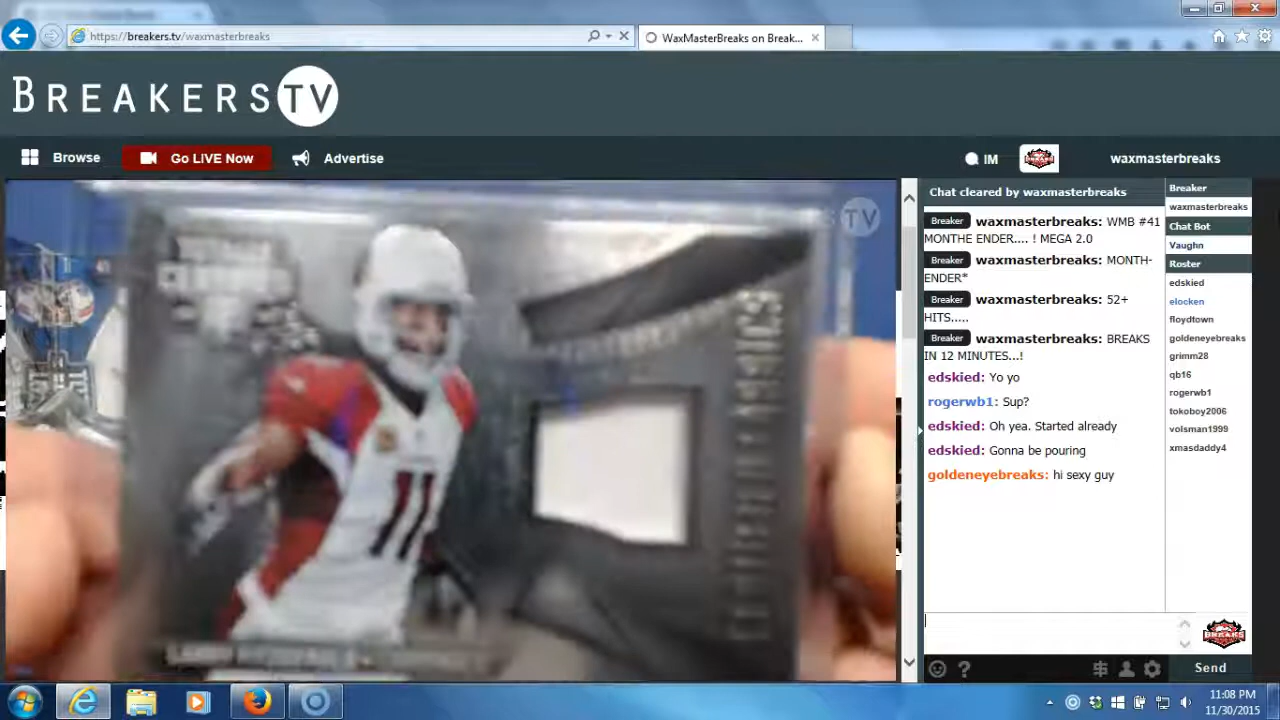 https://breakers.tv/waxmasterbreaks
WaxMasterBreaks on Break...
BREAKERS TV
Browse
Go LIVE Now
Advertise
IM
waxmasterbreaks
TV
11
Chat cleared by waxmasterbreaks
Breaker waxmasterbreaks: WMB #41
MONTHE ENDER.... ! MEGA 2.0
Breaker waxmasterbreaks: MONTH-
ENDER*
Breaker waxmasterbreaks: 52+
HITS.....
Breaker waxmasterbreaks: BREAKS
IN 12 MINUTES...!
edskied: Yo yo
rogerwb1: Sup?
edskied: Oh yea. Started already
edskied: Gonna be pouring
goldeneyebreaks: hi sexy guy
Breaker
waxmasterbreaks
Chat Bot
Vaughn
Roster
edskied
elocken
floydtown
goldeneyebreaks
grimm28
qb16
rogerwb1
tokoboy2006
volsman1999
xmasdaddy4
BREAKS
Send
11:08 PM
11/30/2015